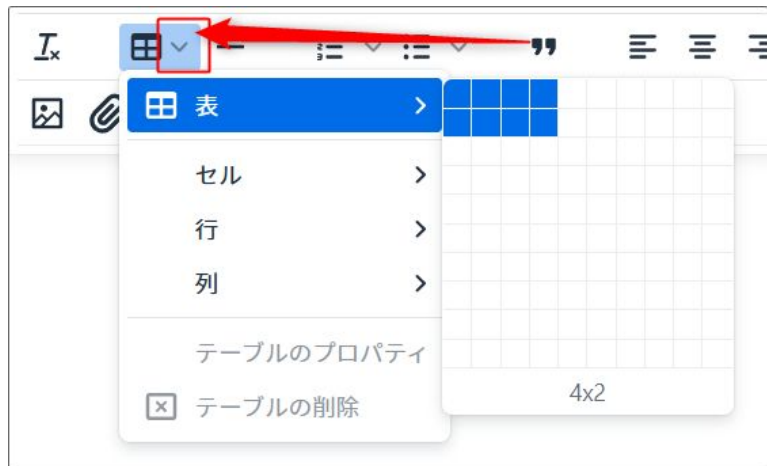 表
セル
行
列
テーブルのプロパティ
テーブルの削除
4x2